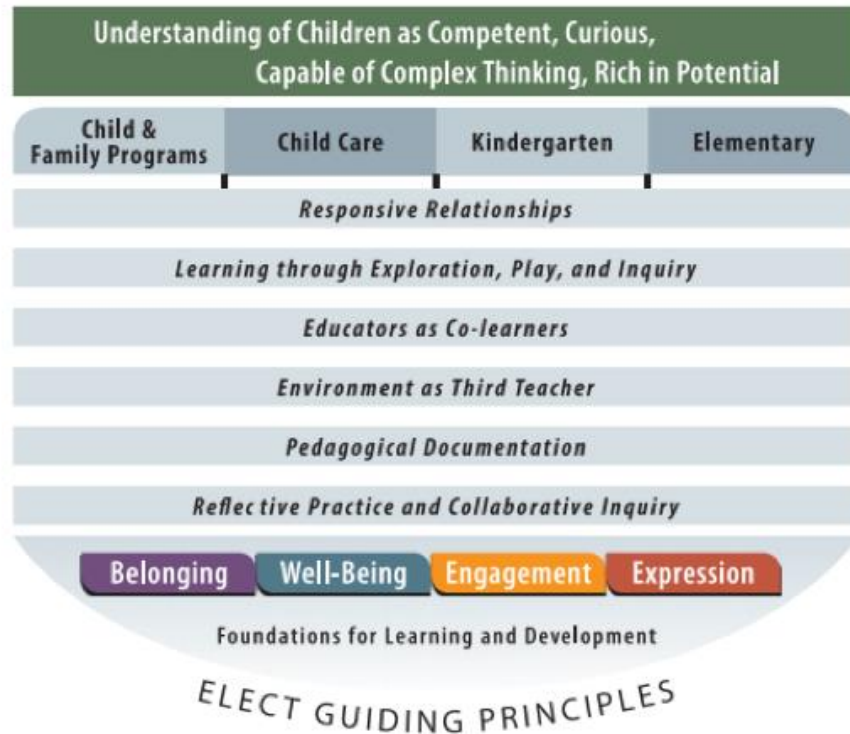 Understanding of Children as Competent, Curious,
Capable of Complex Thinking, Rich in Potential
Child &
Family Programs
Child Care
Kindergarten
Elementary
Responsive Relationships
Learning through Exploration, Play, and Inquiry
Educators as Co-learners
Environment as Third Teacher
Pedagogical Documentation
Reflective Practice and Collaborative Inquiry
Belonging
Well-Being
Engagement
Expression
Foundations for Learning and Development
ELECT GUIDING PRINCIPLES